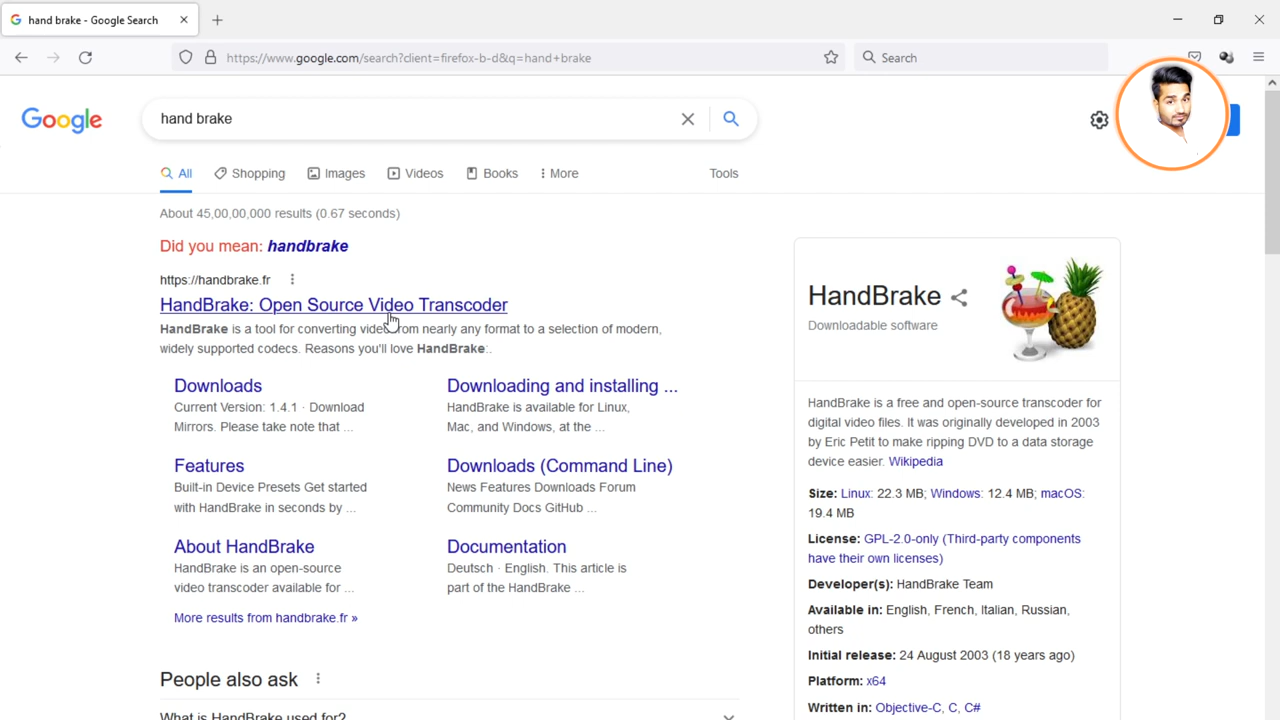 hand brake - Google Search
https://www.google.com/search?client=firefox-b-d&q=hand+brake
Search
Google
hand brake
All
Shopping
Images
Videos
Books
More
Tools
About 45,00,00,000 results (0.67 seconds)
Did you mean: handbrake
https://handbrake.fr
HandBrake: Open Source Video Transcoder
HandBrake is a tool for converting video from nearly any format to a selection of modern,
widely supported codecs. Reasons you'll love HandBrake:.
Downloads
Current Version: 1.4.1 · Download
Mirrors. Please take note that ...
Downloading and installing ...
HandBrake is available for Linux,
Mac, and Windows, at the ...
Features
Built-in Device Presets Get started
with HandBrake in seconds by ...
Downloads (Command Line)
News Features Downloads Forum
Community Docs GitHub ...
About HandBrake
HandBrake is an open-source
video transcoder available for ...
Documentation
Deutsch · English. This article is
part of the HandBrake ...
More results from handbrake.fr »
People also ask
What is HandBrake used for?
HandBrake
Downloadable software
HandBrake is a free and open-source transcoder for
digital video files. It was originally developed in 2003
by Eric Petit to make ripping DVD to a data storage
device easier. Wikipedia
Size: Linux: 22.3 MB; Windows: 12.4 MB; macOS:
19.4 MB
License: GPL-2.0-only (Third-party components
have their own licenses)
Developer(s): HandBrake Team
Available in: English, French, Italian, Russian,
others
Initial release: 24 August 2003 (18 years ago)
Platform: x64
Written in: Objective-C, C, C#